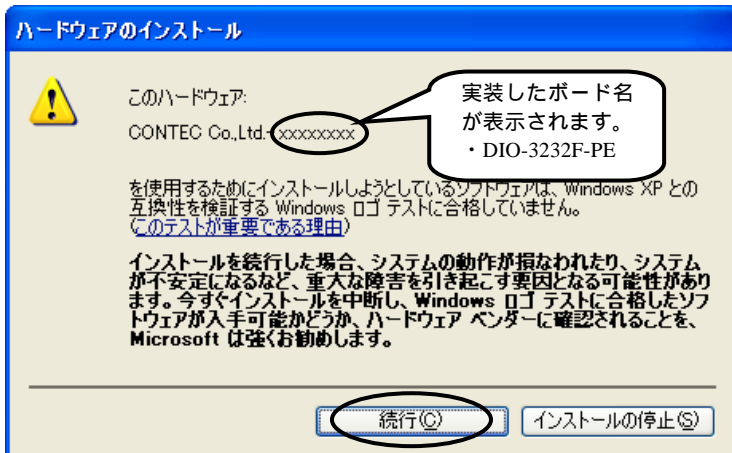 ハードウェアのインストール
このハードウェア:
CONTEC Co.,Ltd.-xxxxxxxx
実装したボード名
が表示されます。
・DIO-3232F-PE
を使用するためにインストールしようとしているソフトウェアは、Windows XP との
互換性を検証する Windows ロゴ テストに合格していません。
(このテストが重要である理由)
インストールを続行した場合、システムの動作が損なわれたり、システム
が不安定になるなど、重大な障害を引き起こす要因となる可能性があり
ます。今すぐインストールを中断し、Windows ロゴ テストに合格したソフ
トウェアが入手可能かどうか、ハードウェア ベンダーに確認されることを、
Microsoft は強くお勧めします。
続行(C)
インストールの停止(S)